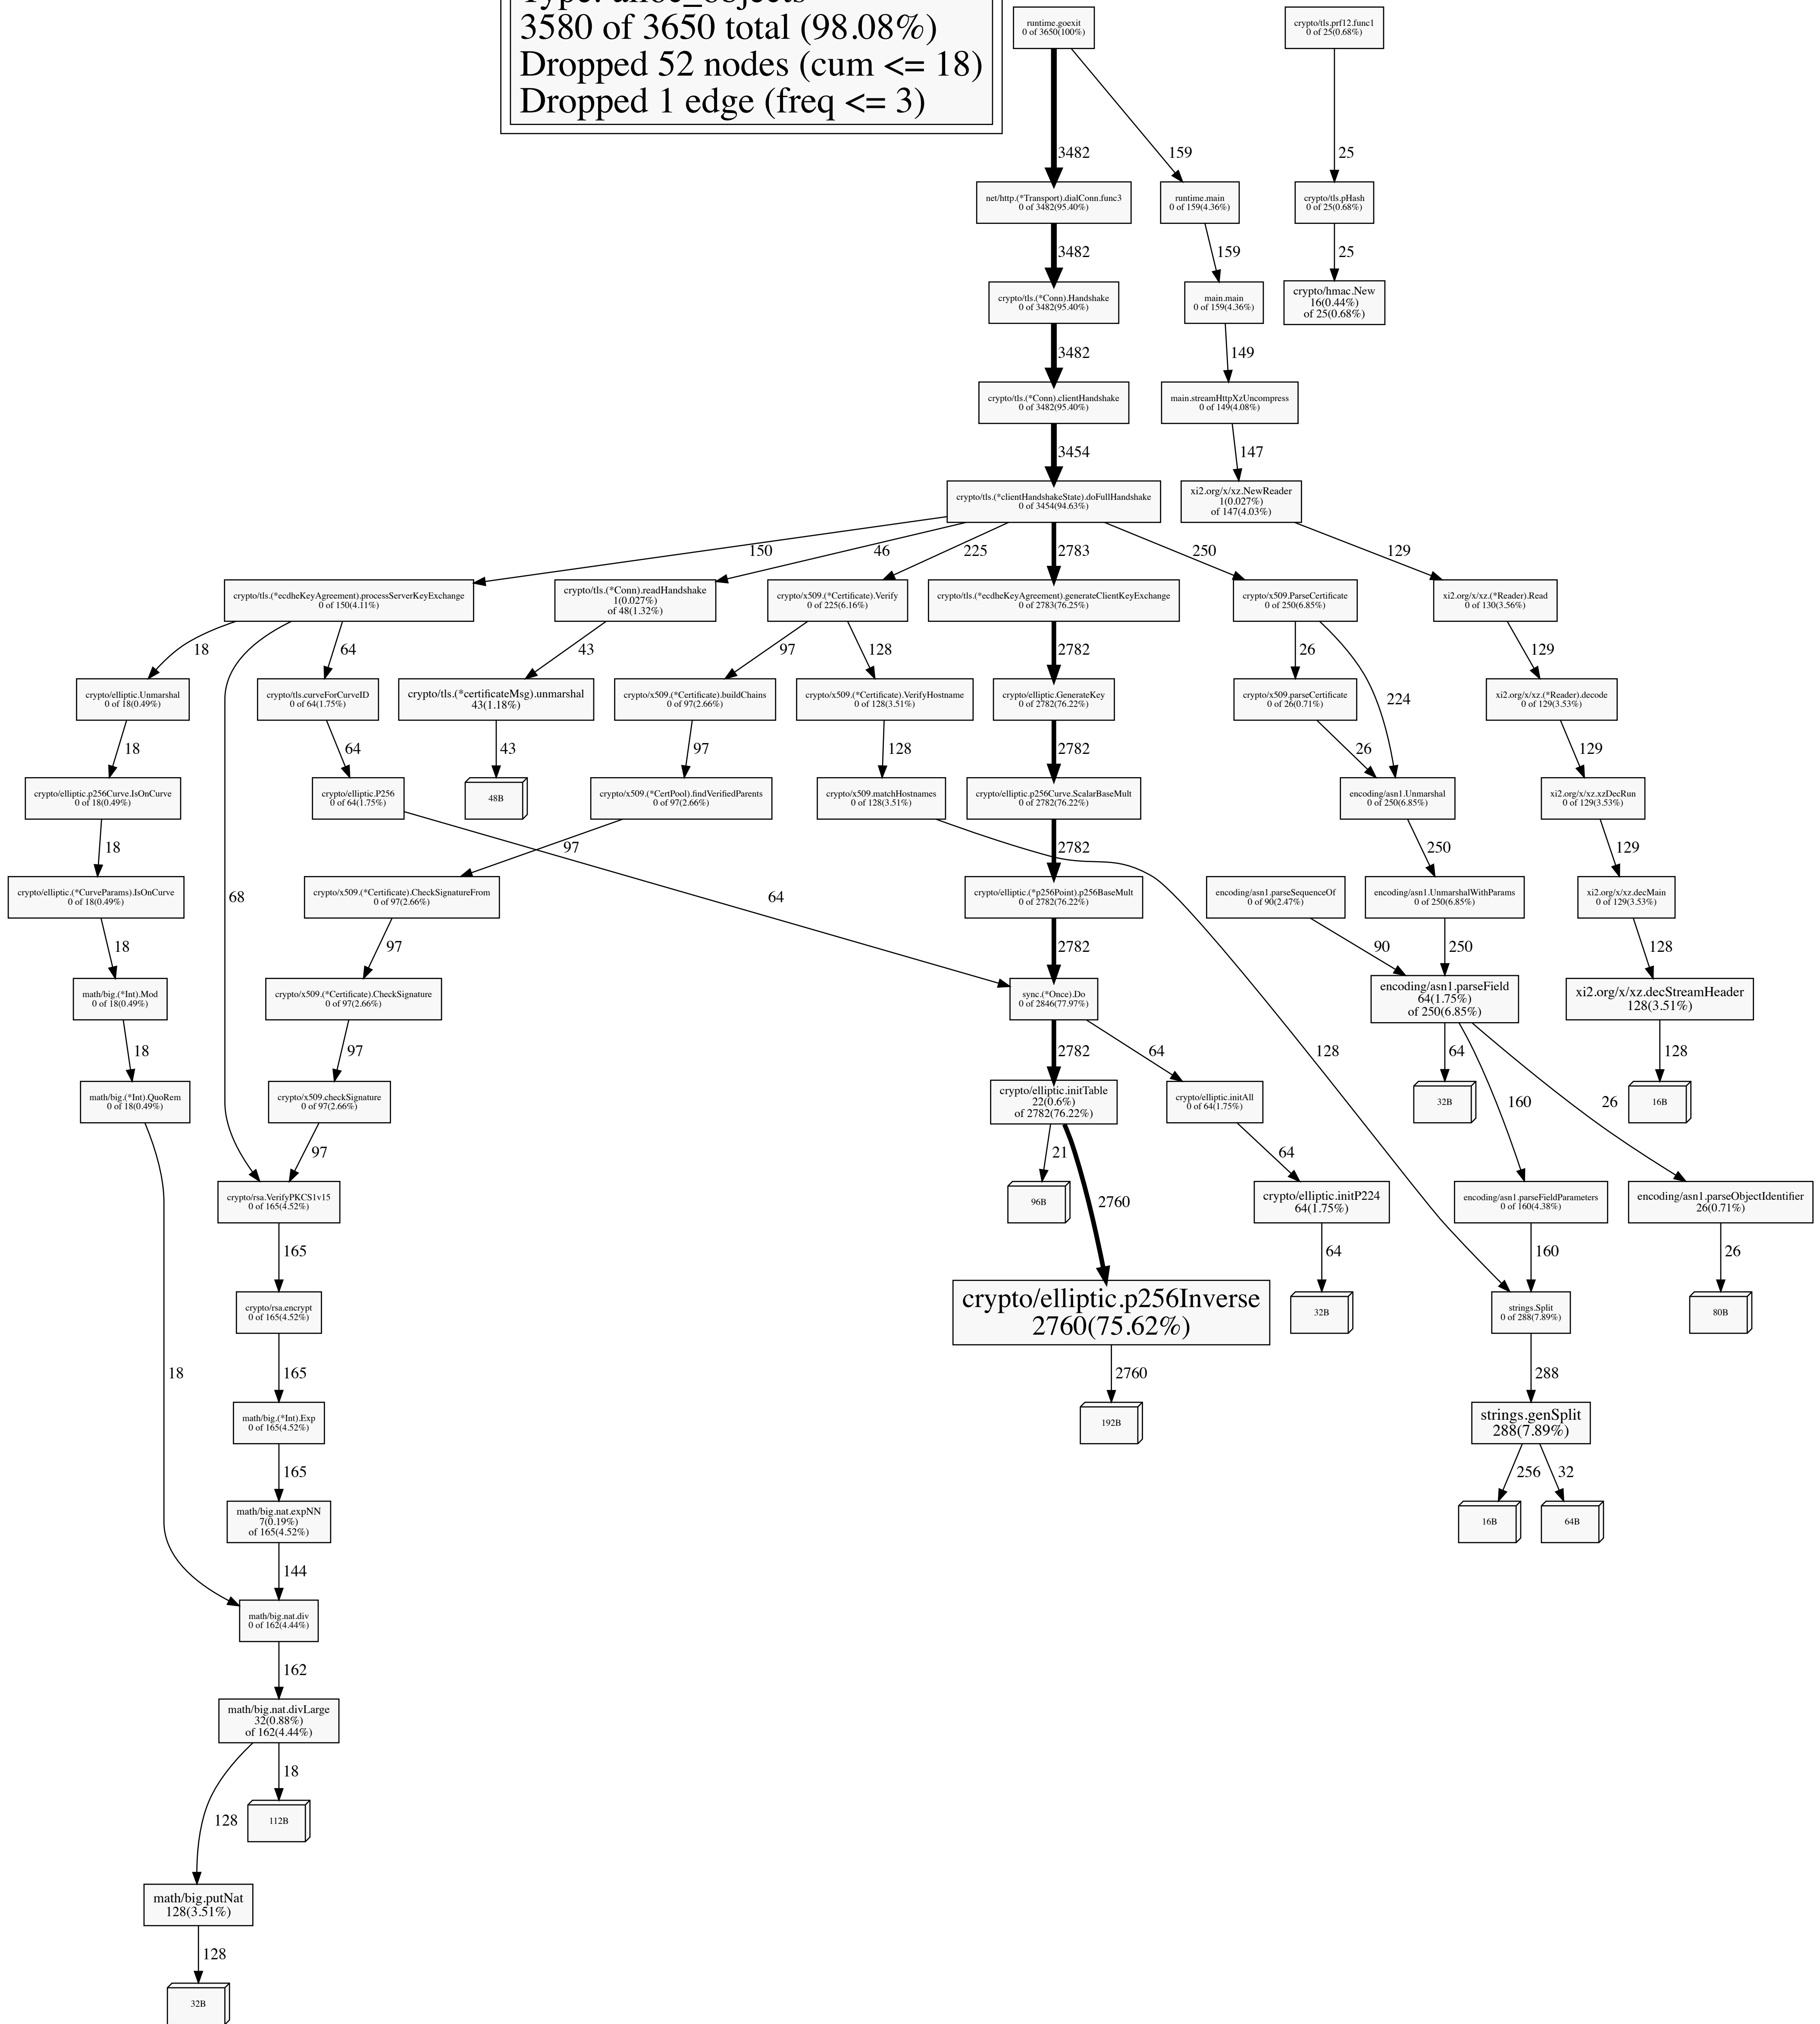 3580 of 3650 total (98.08%)
Dropped 52 nodes (cum <= 18)
Dropped 1 edge (freq <= 3)
runtime.goexit
0 of 3650(100%)
crypto/tls.prf12.func1
0 of 25(0.68%)
3482
159
25
net/http.(*Transport).dialConn.func3
0 of 3482(95.40%)
runtime.main
0 of 159(4.36%)
crypto/tls.pHash
0 of 25(0.68%)
3482
159
25
crypto/tls.(*Conn).Handshake
0 of 3482(95.40%)
main.main
0 of 159(4.36%)
crypto/hmac.New
16(0.44%)
of 25(0.68%)
3482
149
crypto/tls.(*Conn).clientHandshake
0 of 3482(95.40%)
main.streamHttpXzUncompress
0 of 149(4.08%)
3454
147
crypto/tls.(*clientHandshakeState).doFullHandshake
0 of 3454(94.63%)
xi2.org/x/xz.NewReader
1(0.027%)
of 147(4.03%)
150
46
225
2783
250
129
crypto/tls.(*ecdheKeyAgreement).processServerKeyExchange
0 of 150(4.11%)
crypto/tls.(*Conn).readHandshake
1(0.027%)
of 48(1.32%)
crypto/x509.(*Certificate).Verify
0 of 225(6.16%)
crypto/tls.(*ecdheKeyAgreement).generateClientKeyExchange
0 of 2783(76.25%)
crypto/x509.ParseCertificate
0 of 250(6.85%)
xi2.org/x/xz.(*Reader).Read
0 of 130(3.56%)
18
64
43
97
128
2782
26
129
crypto/elliptic.Unmarshal
0 of 18(0.49%)
crypto/tls.curveForCurveID
0 of 64(1.75%)
crypto/tls.(*certificateMsg).unmarshal
43(1.18%)
crypto/x509.(*Certificate).buildChains
0 of 97(2.66%)
crypto/x509.(*Certificate).VerifyHostname
0 of 128(3.51%)
crypto/elliptic.GenerateKey
0 of 2782(76.22%)
crypto/x509.parseCertificate
0 of 26(0.71%)
224
xi2.org/x/xz.(*Reader).decode
0 of 129(3.53%)
18
64
43
97
128
2782
26
129
crypto/elliptic.p256Curve.IsOnCurve
0 of 18(0.49%)
crypto/elliptic.P256
0 of 64(1.75%)
48B
crypto/x509.(*CertPool).findVerifiedParents
0 of 97(2.66%)
crypto/x509.matchHostnames
0 of 128(3.51%)
crypto/elliptic.p256Curve.ScalarBaseMult
0 of 2782(76.22%)
encoding/asn1.Unmarshal
0 of 250(6.85%)
xi2.org/x/xz.xzDecRun
0 of 129(3.53%)
18
97
2782
250
129
crypto/elliptic.(*CurveParams).IsOnCurve
0 of 18(0.49%)
68
crypto/x509.(*Certificate).CheckSignatureFrom
0 of 97(2.66%)
64
crypto/elliptic.(*p256Point).p256BaseMult
0 of 2782(76.22%)
encoding/asn1.parseSequenceOf
0 of 90(2.47%)
encoding/asn1.UnmarshalWithParams
0 of 250(6.85%)
xi2.org/x/xz.decMain
0 of 129(3.53%)
18
97
2782
90
250
128
math/big.(*Int).Mod
0 of 18(0.49%)
crypto/x509.(*Certificate).CheckSignature
0 of 97(2.66%)
sync.(*Once).Do
0 of 2846(77.97%)
encoding/asn1.parseField
64(1.75%)
of 250(6.85%)
xi2.org/x/xz.decStreamHeader
128(3.51%)
18
97
2782
64
128
64
128
math/big.(*Int).QuoRem
0 of 18(0.49%)
crypto/x509.checkSignature
0 of 97(2.66%)
crypto/elliptic.initTable
22(0.6%)
of 2782(76.22%)
crypto/elliptic.initAll
0 of 64(1.75%)
32B
160
26
16B
97
21
64
crypto/rsa.VerifyPKCS1v15
0 of 165(4.52%)
96B
2760
crypto/elliptic.initP224
64(1.75%)
encoding/asn1.parseFieldParameters
0 of 160(4.38%)
encoding/asn1.parseObjectIdentifier
26(0.71%)
165
64
160
26
crypto/rsa.encrypt
0 of 165(4.52%)
crypto/elliptic.p256Inverse
2760(75.62%)
32B
strings.Split
0 of 288(7.89%)
80B
18
165
2760
288
math/big.(*Int).Exp
0 of 165(4.52%)
192B
strings.genSplit
288(7.89%)
165
256
32
math/big.nat.expNN
7(0.19%)
of 165(4.52%)
16B
64B
144
math/big.nat.div
0 of 162(4.44%)
162
math/big.nat.divLarge
32(0.88%)
of 162(4.44%)
18
128
112B
math/big.putNat
128(3.51%)
128
32B